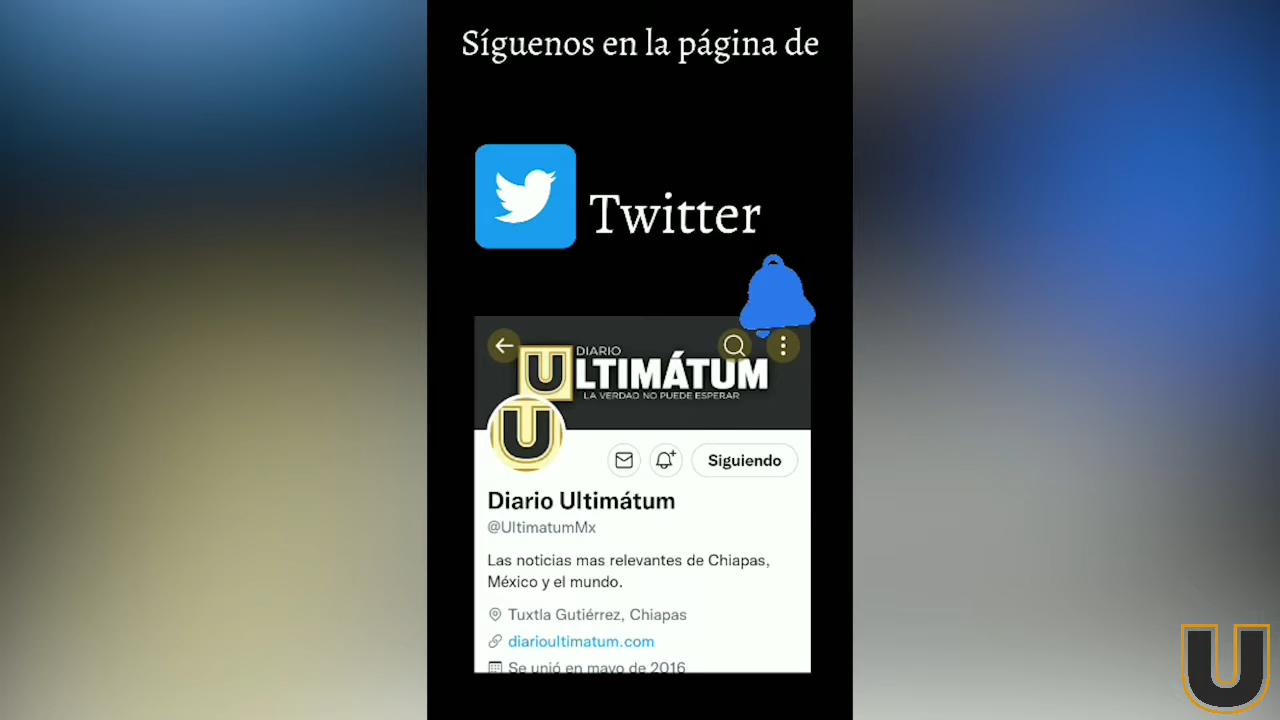 Síguenos en la página de
Twitter
DIARIO
ULTIMÁTUM
LA VERDAD NO PUEDE ESPERAR
U
Siguiendo
Diario Ultimátum
@UltimatumMx
Las noticias mas relevantes de Chiapas,
México y el mundo.
Tuxtla Gutiérrez, Chiapas
diarioultimatum.com
Se unió en mayo de 2016
U